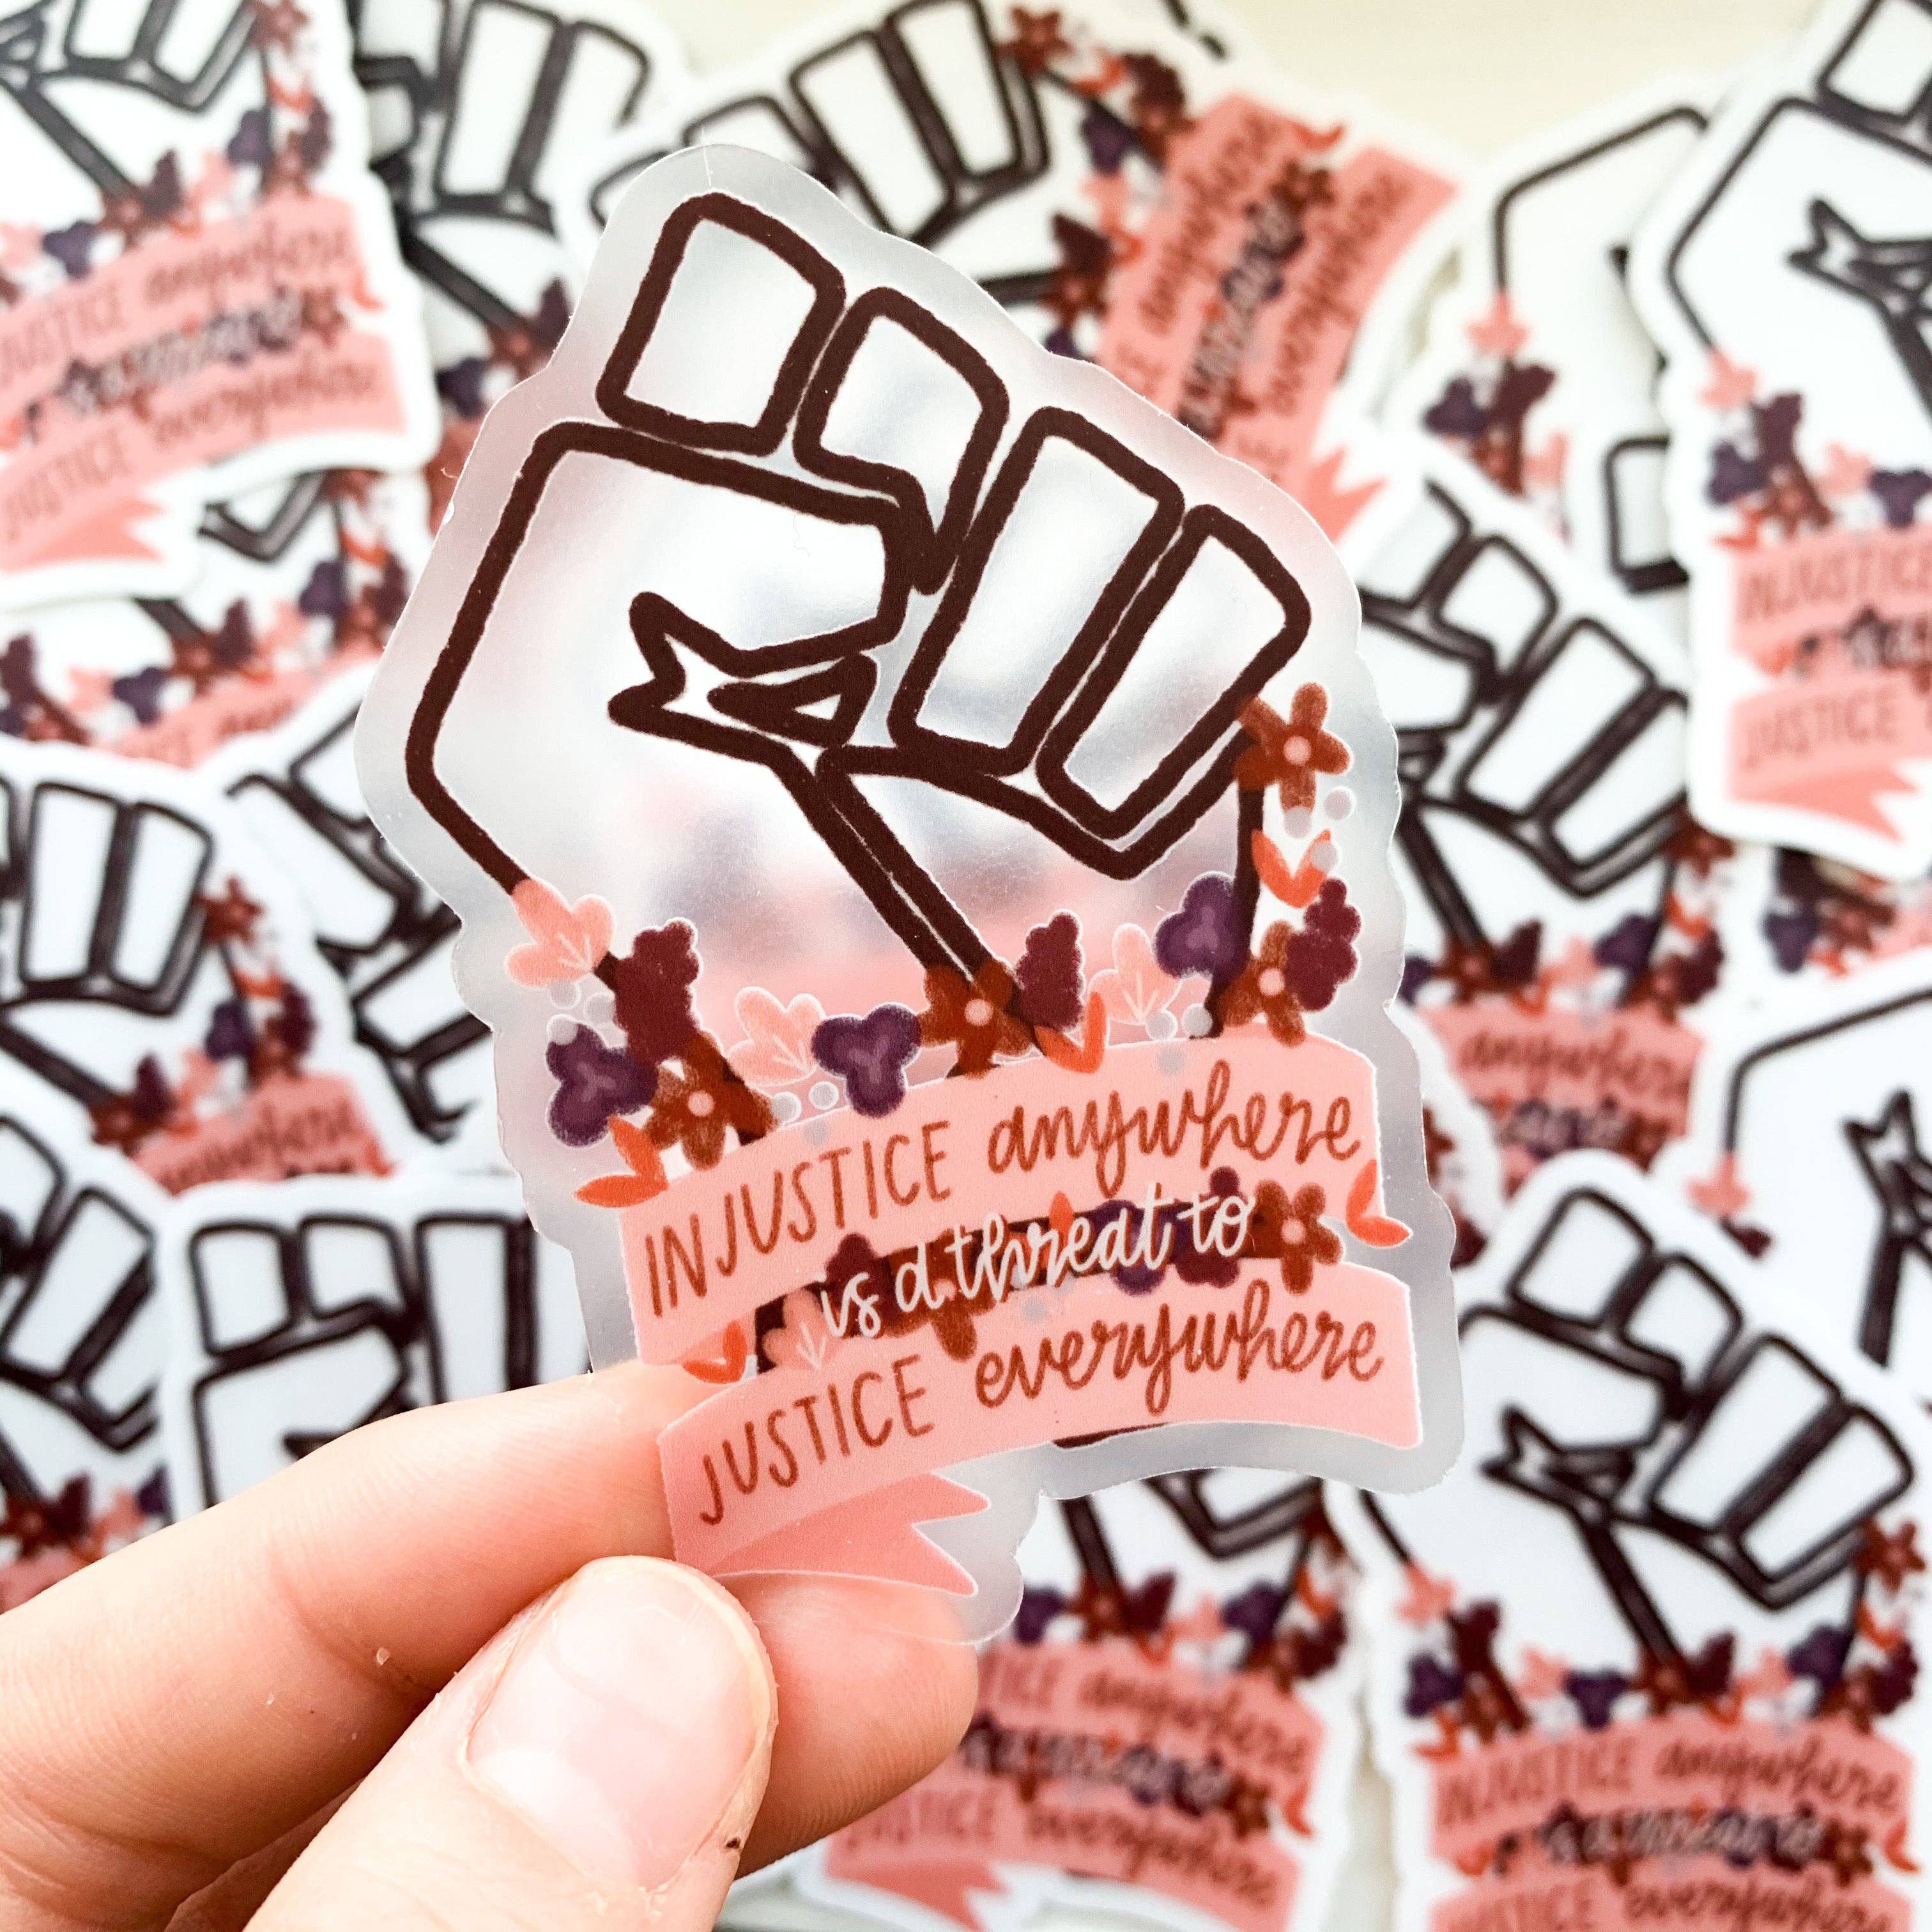 INJUSTICE anywhere
is a threat to
JUSTICE everywhere